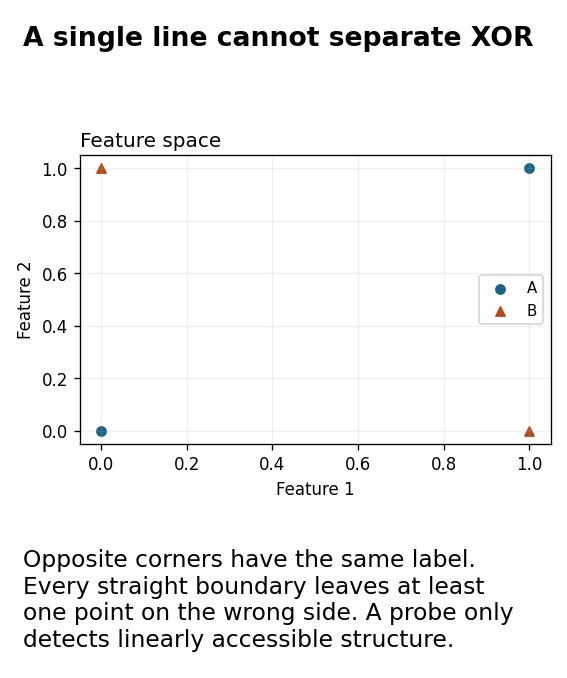 A single line cannot separate XOR
Feature space
1.0
0.8
0.6
0.4
0.2
0.0
Feature 2
A
B
0.0 0.2 0.4 0.6 0.8 1.0
Feature 1
Opposite corners have the same label.
Every straight boundary leaves at least
one point on the wrong side. A probe only
detects linearly accessible structure.